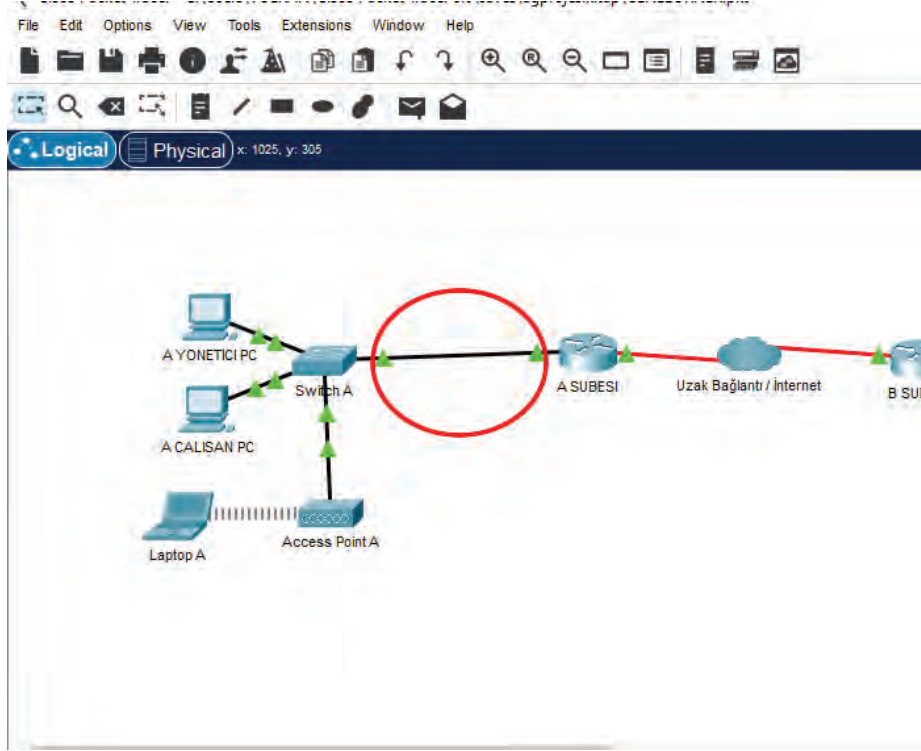 File Edit Options View Tools Extensions Window Help
Logical Physical x: 1025, y: 305
A YONETICI PC
Switch A
A SUBESI
Uzak Bağlantı / İnternet
A CALISAN PC
Laptop A
Access Point A